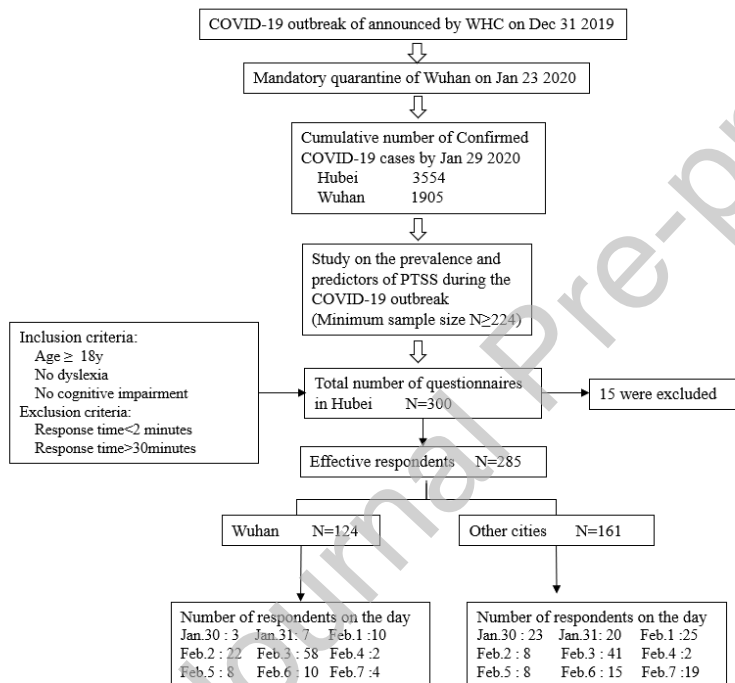 COVID-19 outbreak of announced by WHC on Dec 31 2019
Mandatory quarantine of Wuhan on Jan 23 2020
Cumulative number of Confirmed
COVID-19 cases by Jan 29 2020
Hubei 3554
Wuhan 1905
Study on the prevalence and
predictors of PTSS during the
COVID-19 outbreak
(Minimum sample size N≥224)
Inclusion criteria:
Age ≥ 18y
No dyslexia
No cognitive impairment
Exclusion criteria:
Response time<2 minutes
Response time>30minutes
Total number of questionnaires
in Hubei N=300
15 were excluded
Effective respondents N=285
Wuhan N=124
Other cities N=161
Number of respondents on the day
Jan.30 : 3 Jan.31: 7 Feb.1 :10
Feb.2 : 22 Feb.3 : 58 Feb.4 :2
Feb.5 : 8 Feb.6 : 10 Feb.7 :4
Number of respondents on the day
Jan.30 : 23 Jan.31: 20 Feb.1 :25
Feb.2 : 8 Feb.3 : 41 Feb.4 :2
Feb.5 : 8 Feb.6 : 15 Feb.7 :19
Journal Pre-pr